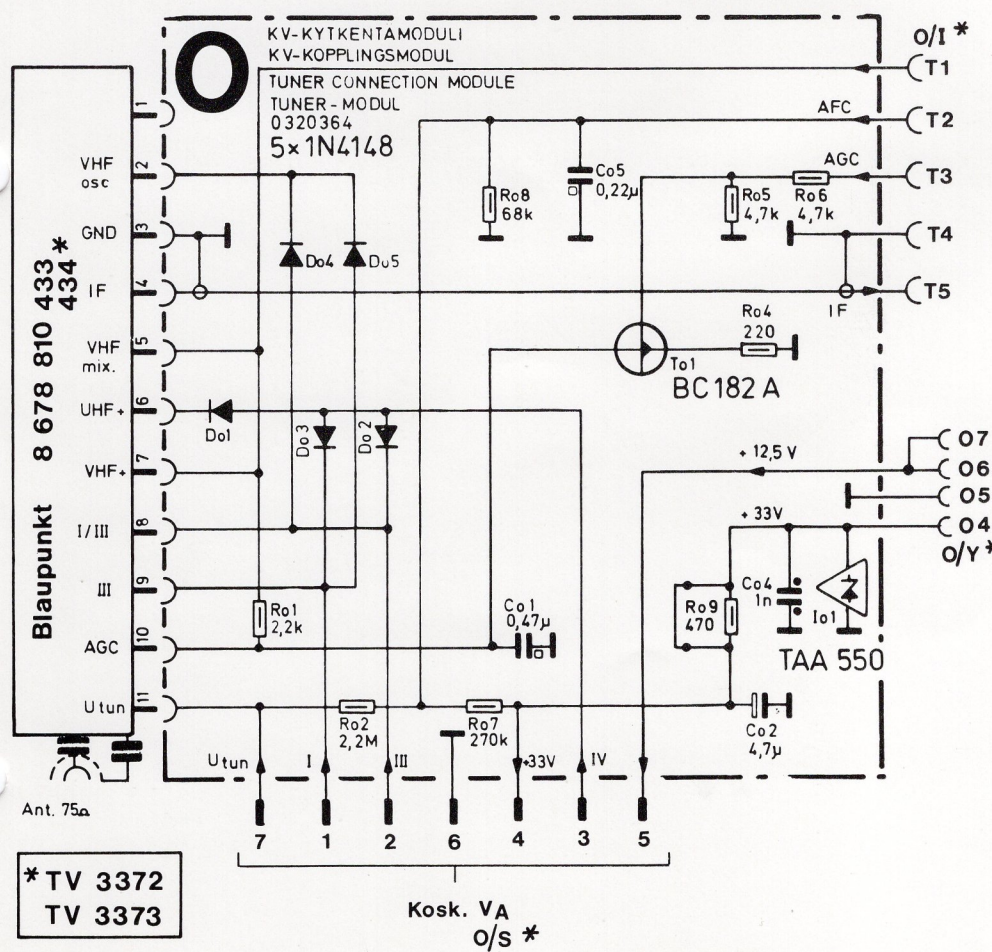 O
KV-KYTKENTAMODULI
KV-KOPPLINGSMODUL
TUNER CONNECTION MODULE
TUNER-MODUL
0320364
5x1N4148
O/I *
T1
AFC
T2
AGC
T3
T4
T5
IF
Ro8
68k
Co5
0,22µ
Ro5
4,7k
Ro6
4,7k
Ro4
220
To1
BC182A
Blaupunkt 8 678 810 433
434*
1
VHF
osc
2
GND
3
IF
4
VHF
mix.
5
UHF+
6
VHF+
7
I/III
8
III
9
AGC
10
Utun
11
Do4
Do5
Do1
Do3
Do2
+12,5 V
O7
O6
O5
+33V
O4
O/Y*
Ro1
2,2k
Co1
0,47µ
Ro9
470
Co4
1n
Io1
TAA 550
Ro2
2,2M
Ro7
270k
Co2
4,7µ
Utun
I
III
+33V
IV
Ant. 75Ω
7 1 2 6 4 3 5
* TV 3372
TV 3373
Kosk. VA
O/S *